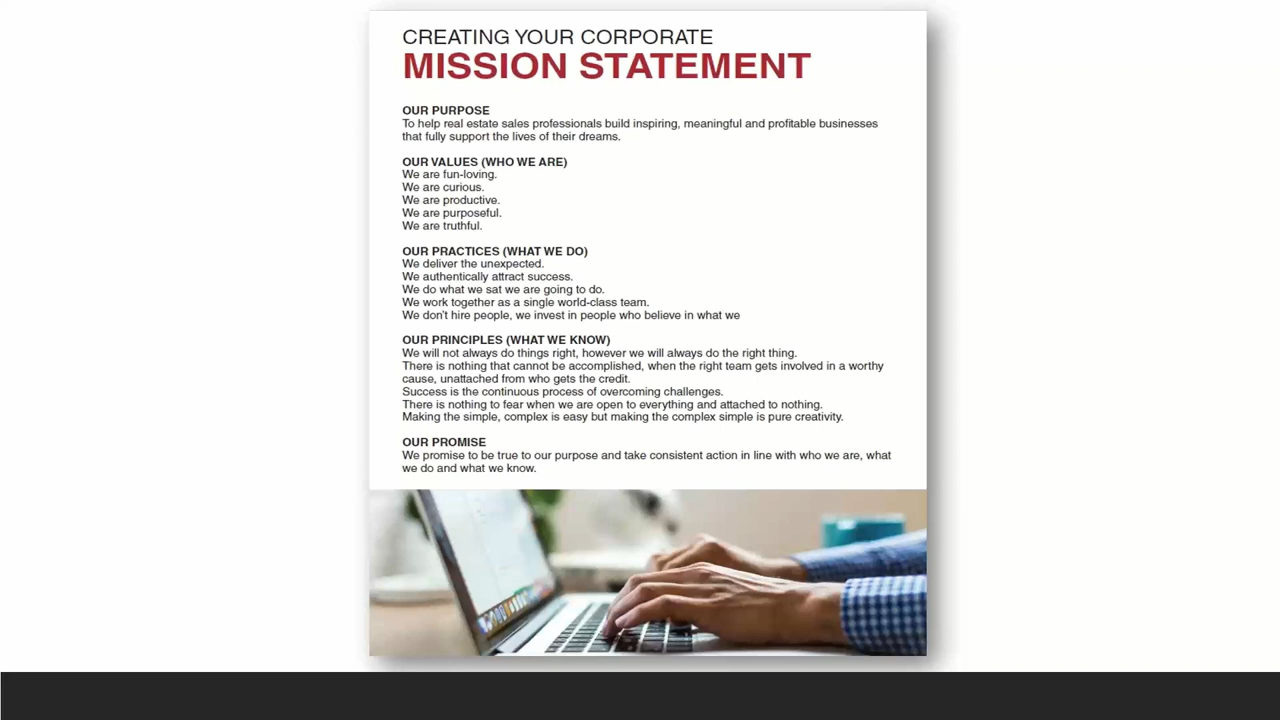 CREATING YOUR CORPORATE
MISSION STATEMENT
OUR PURPOSE
To help real estate sales professionals build inspiring, meaningful and profitable businesses
that fully support the lives of their dreams.
OUR VALUES (WHO WE ARE)
We are fun-loving.
We are curious.
We are productive.
We are purposeful.
We are truthful.
OUR PRACTICES (WHAT WE DO)
We deliver the unexpected.
We authentically attract success.
We do what we sat we are going to do.
We work together as a single world-class team.
We don't hire people, we invest in people who believe in what we
OUR PRINCIPLES (WHAT WE KNOW)
We will not always do things right, however we will always do the right thing.
There is nothing that cannot be accomplished, when the right team gets involved in a worthy
cause, unattached from who gets the credit.
Success is the continuous process of overcoming challenges.
There is nothing to fear when we are open to everything and attached to nothing.
Making the simple, complex is easy but making the complex simple is pure creativity.
OUR PROMISE
We promise to be true to our purpose and take consistent action in line with who we are, what
we do and what we know.